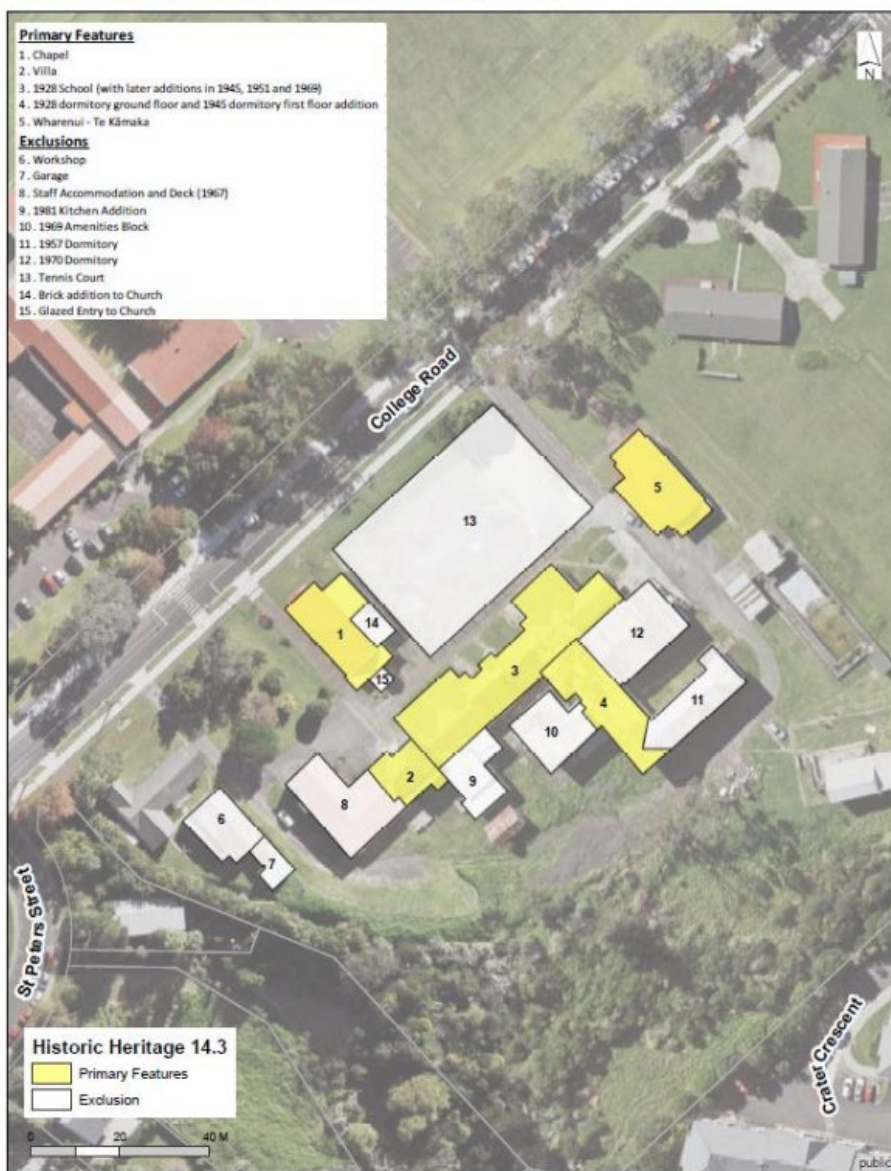 Primary Features
1 . Chapel
2 . Villa
3 . 1928 School (with later additions in 1945, 1951 and 1969)
4 . 1928 dormitory ground floor and 1945 dormitory first floor addition
5 . Wharenui - Te Kāmaka
Exclusions
6 . Workshop
7 . Garage
8 . Staff Accommodation and Deck (1967)
9 . 1981 Kitchen Addition
10 . 1969 Amenities Block
11 . 1957 Dormitory
12 . 1970 Dormitory
13 . Tennis Court
14 . Brick addition to Church
15 . Glazed Entry to Church
N
College Road
5
13
14
12
1
15
3
4
11
10
2
9
8
6
7
St Peters Street
Crater Crescent
Historic Heritage 14.3
Primary Features
Exclusion
0 20 40 M
public